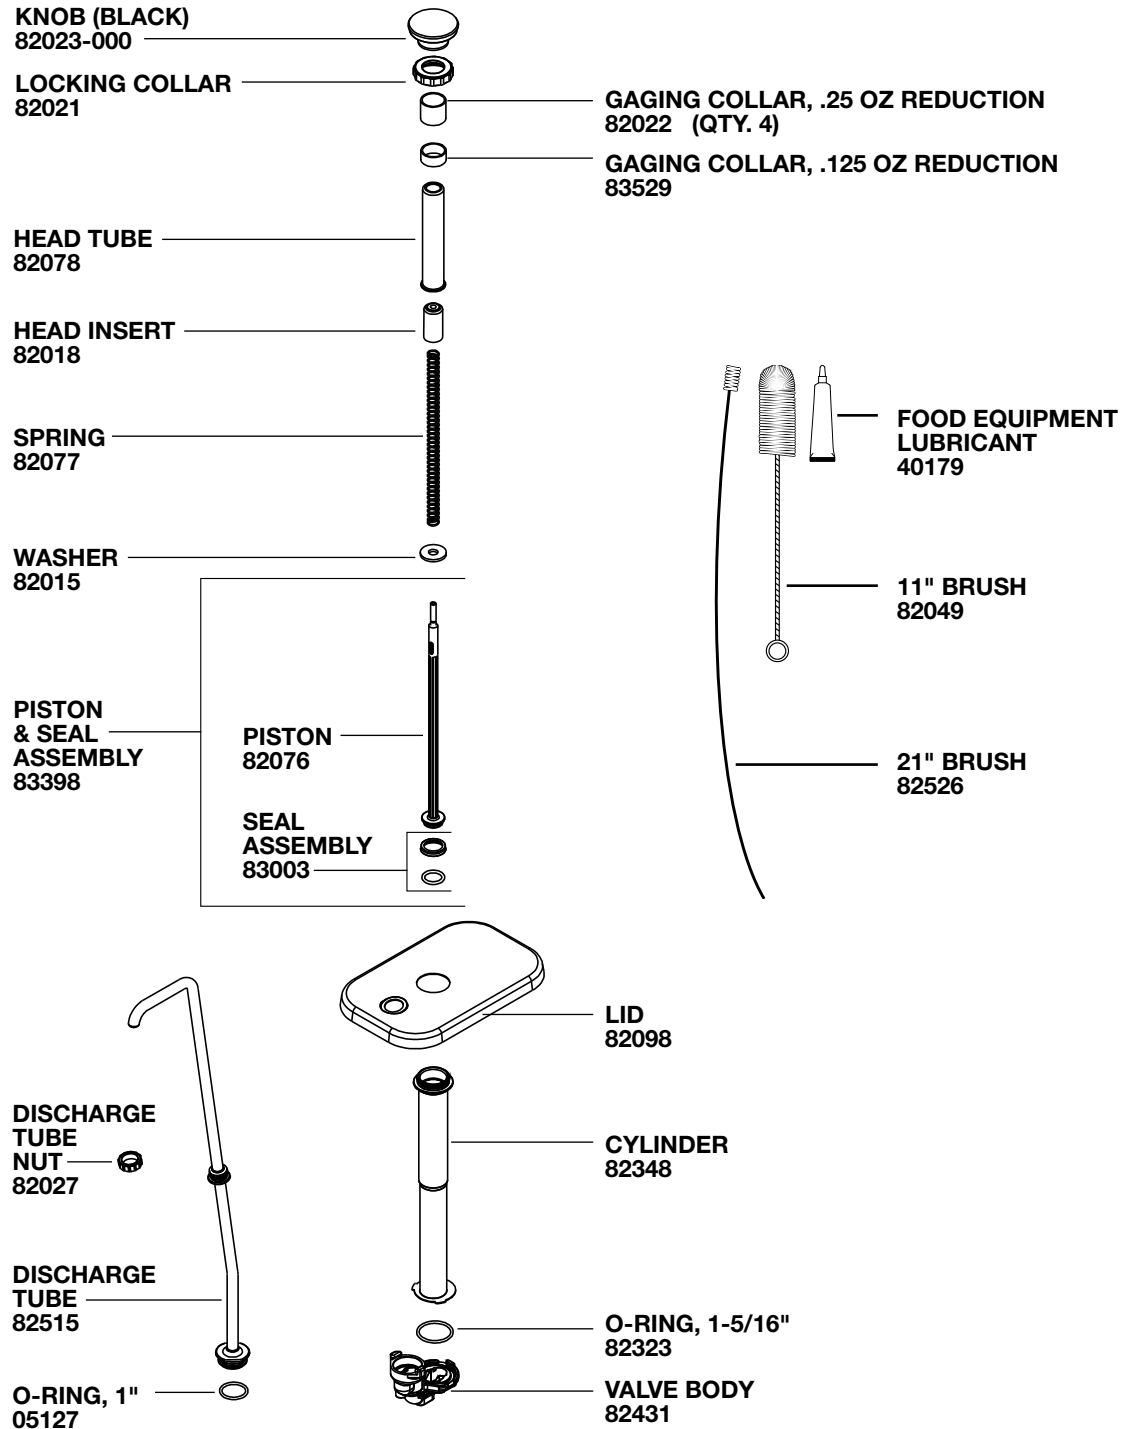 KNOB (BLACK)
82023-000
LOCKING COLLAR
82021
GAGING COLLAR, .25 OZ REDUCTION
82022 (QTY. 4)
GAGING COLLAR, .125 OZ REDUCTION
83529
HEAD TUBE
82078
HEAD INSERT
82018
SPRING
82077
WASHER
82015
FOOD EQUIPMENT
LUBRICANT
40179
11" BRUSH
82049
21" BRUSH
82526
PISTON
& SEAL
ASSEMBLY
83398
PISTON
82076
SEAL
ASSEMBLY
83003
LID
82098
DISCHARGE
TUBE
NUT
82027
CYLINDER
82348
DISCHARGE
TUBE
82515
O-RING, 1-5/16"
82323
O-RING, 1"
05127
VALVE BODY
82431